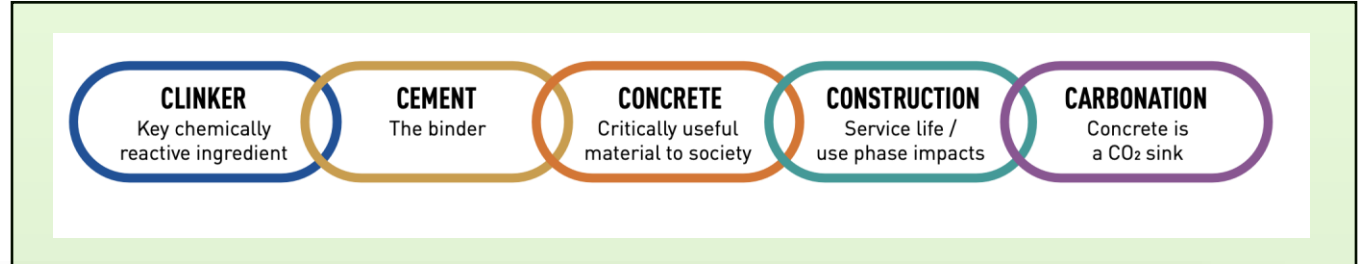 CLINKER
Key chemically
reactive ingredient
CEMENT
The binder
CONCRETE
Critically useful
material to society
CONSTRUCTION
Service life /
use phase impacts
CARBONATION
Concrete is
a CO₂ sink